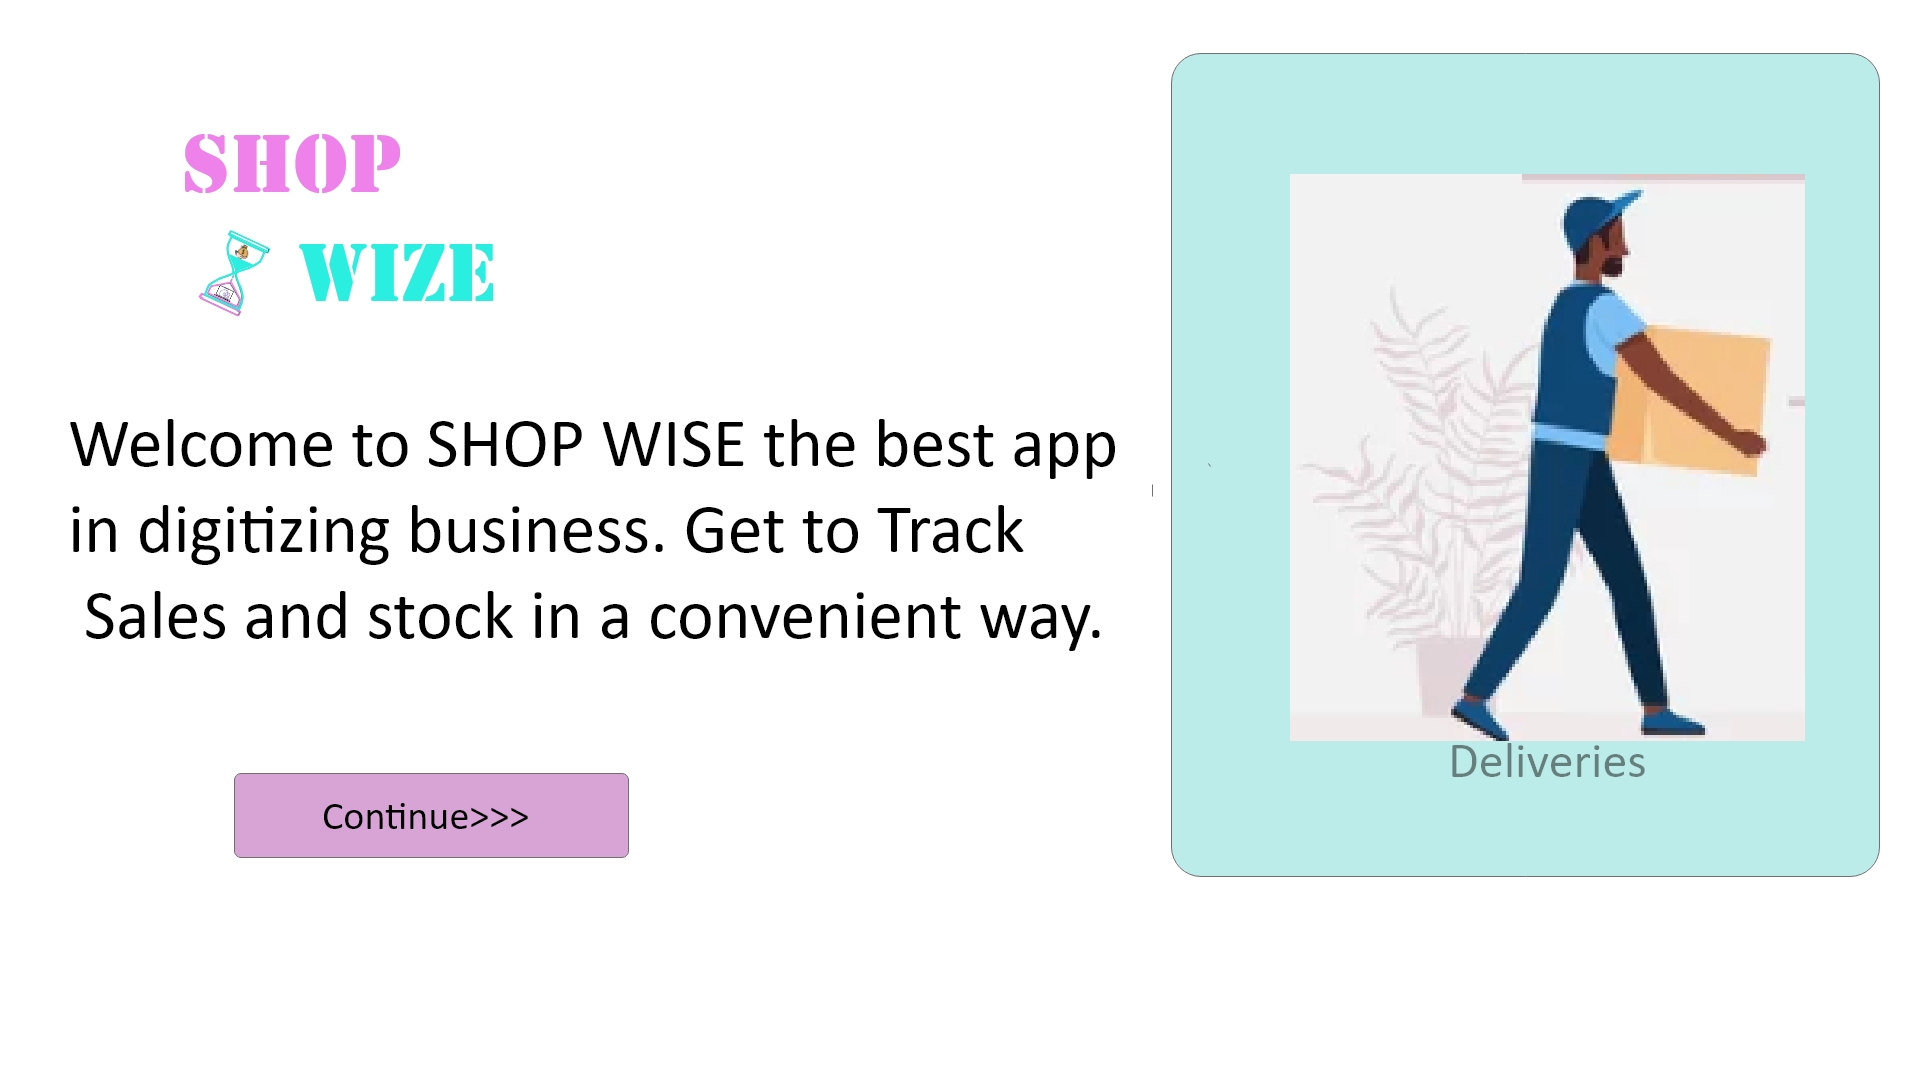 SHOP
WIZE
Welcome to SHOP WISE the best app
in digitizing business. Get to Track
Sales and stock in a convenient way.
Continue>>>
Deliveries